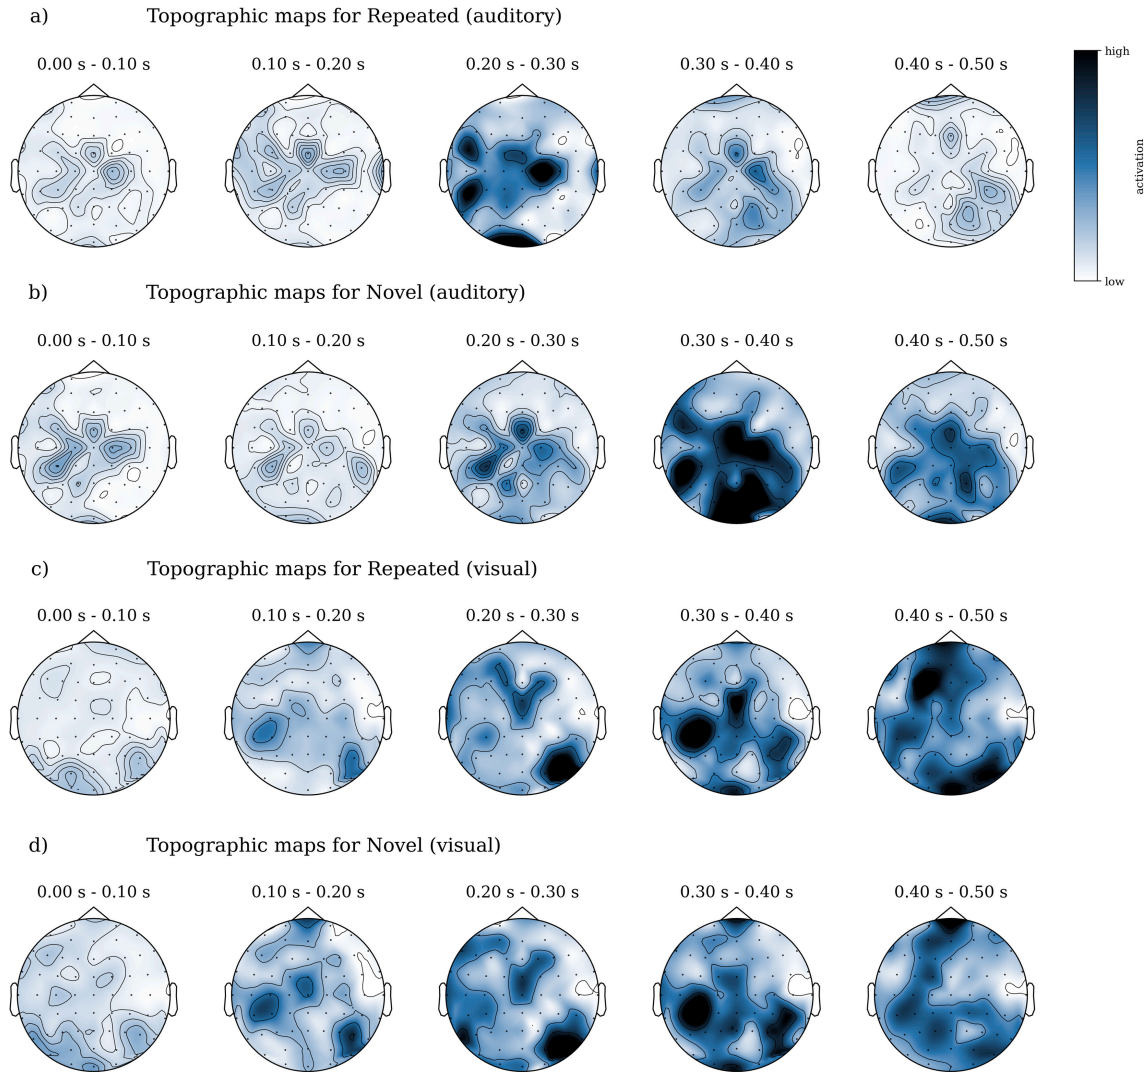 a) Topographic maps for Repeated (auditory)
0.00 s - 0.10 s 0.10 s - 0.20 s 0.20 s - 0.30 s 0.30 s - 0.40 s 0.40 s - 0.50 s
high
activation
low
b) Topographic maps for Novel (auditory)
0.00 s - 0.10 s 0.10 s - 0.20 s 0.20 s - 0.30 s 0.30 s - 0.40 s 0.40 s - 0.50 s
c) Topographic maps for Repeated (visual)
0.00 s - 0.10 s 0.10 s - 0.20 s 0.20 s - 0.30 s 0.30 s - 0.40 s 0.40 s - 0.50 s
d) Topographic maps for Novel (visual)
0.00 s - 0.10 s 0.10 s - 0.20 s 0.20 s - 0.30 s 0.30 s - 0.40 s 0.40 s - 0.50 s